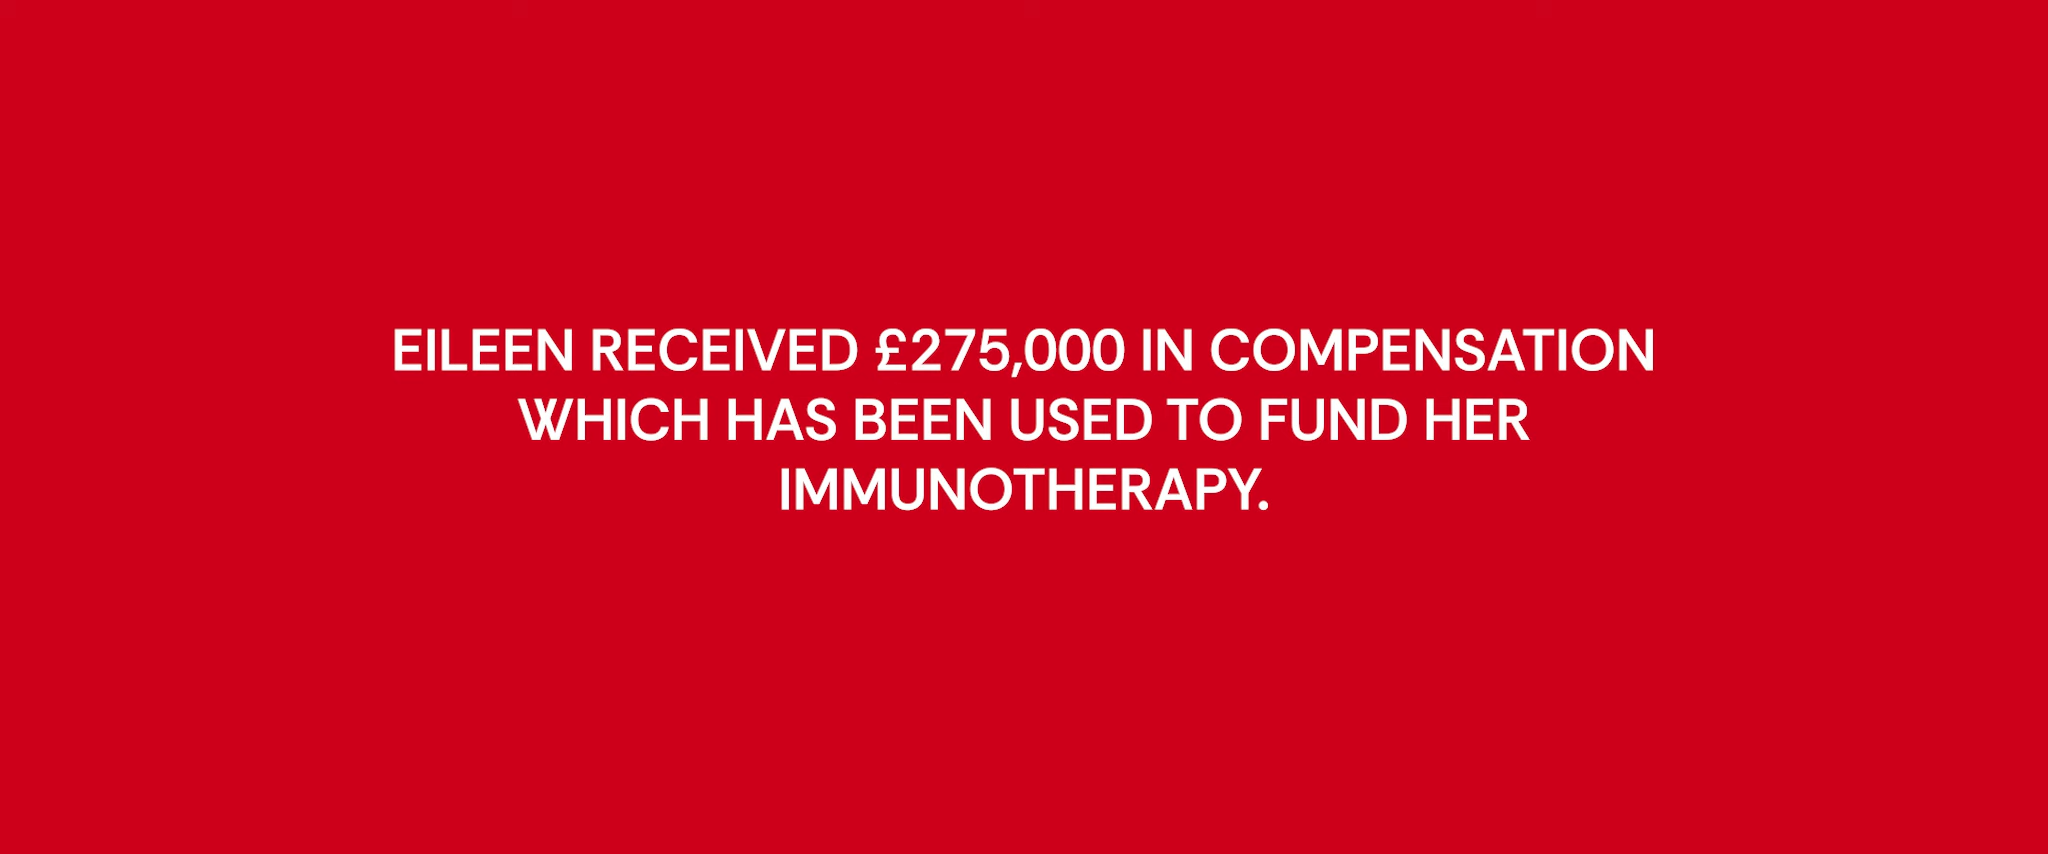 EILEEN RECEIVED £275,000 IN COMPENSATION
WHICH HAS BEEN USED TO FUND HER
IMMUNOTHERAPY.